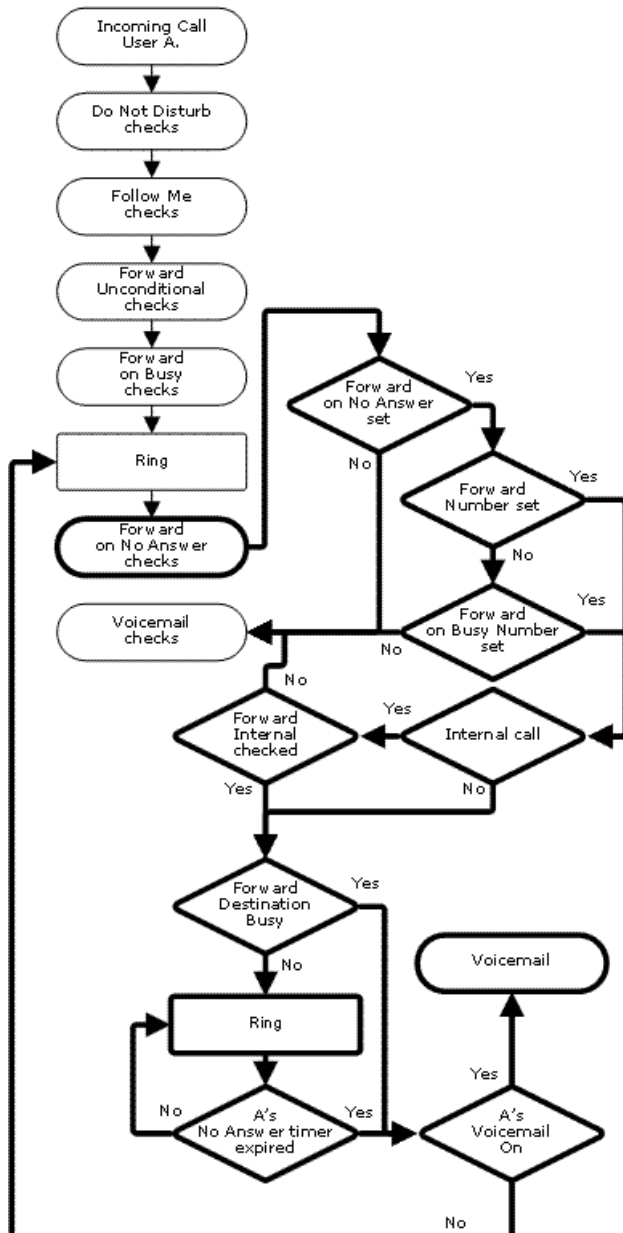 Incoming Call
User A.
Do Not Disturb
checks
Follow Me
checks
Forward
Unconditional
checks
Forward
on Busy
checks
Ring
Forward
on No Answer
checks
Voicemail
checks
Forward
on No Answer
set
Yes
No
Forward
Number set
Yes
No
Forward
on Busy Number
set
Yes
No
Internal call
Yes
No
Forward
Internal
checked
No
Yes
Forward
Destination
Busy
Yes
No
Ring
A's
No Answer timer
expired
No
Yes
A's
Voicemail
On
Yes
No
Voicemail